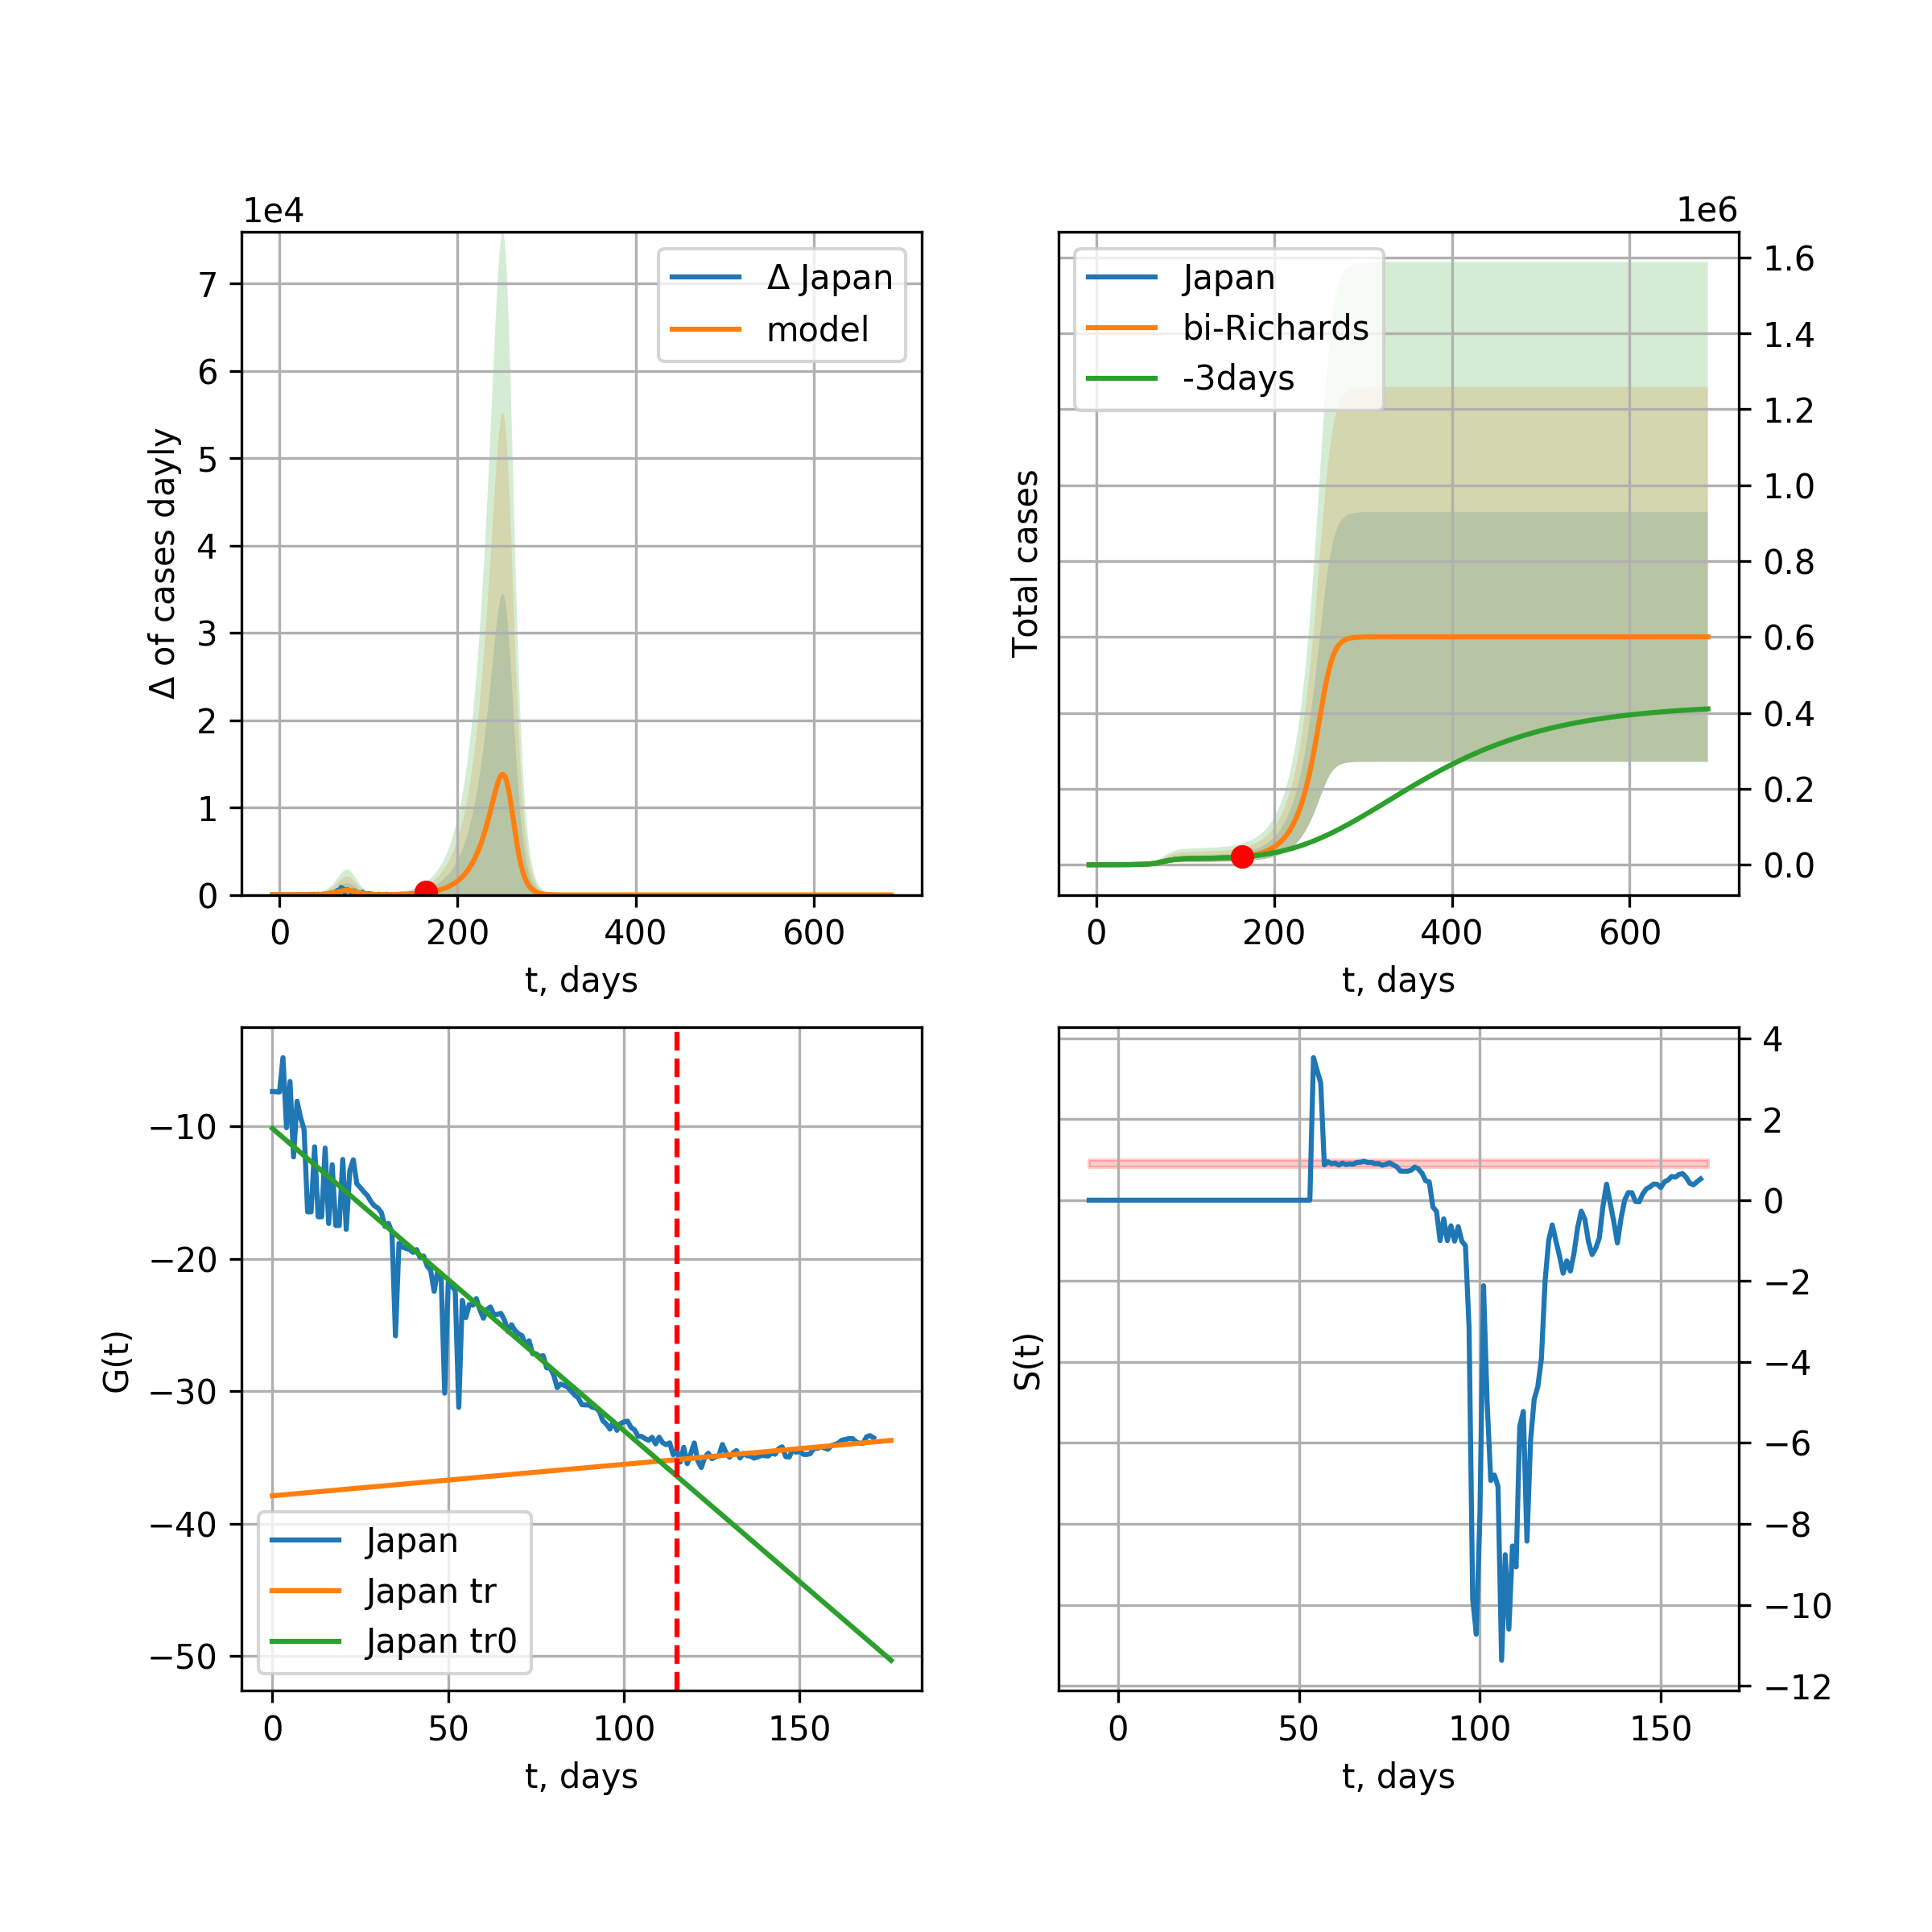 1e4
Δ of cases dayly
7
6
5
4
3
2
1
0
0 200 400 600
t, days
Δ Japan
model
1e6
Total cases
1.6
1.4
1.2
1.0
0.8
0.6
0.4
0.2
0.0
0 200 400 600
t, days
Japan
bi-Richards
-3days
G(t)
−10
−20
−30
−40
−50
0 50 100 150
t, days
Japan
Japan tr
Japan tr0
S(t)
4
2
0
−2
−4
−6
−8
−10
−12
0 50 100 150
t, days